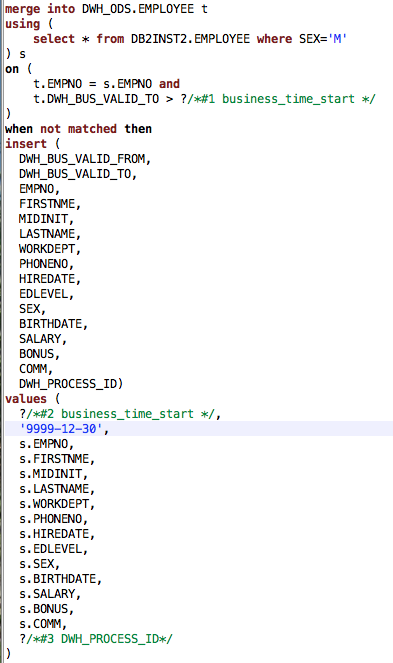 merge into DWH_ODS.EMPLOYEE t
using (
    select * from DB2INST2.EMPLOYEE where SEX='M'
) s
on (
    t.EMPNO = s.EMPNO and
    t.DWH_BUS_VALID_TO > ?/*#1 business_time_start */
)
when not matched then
insert (
  DWH_BUS_VALID_FROM,
  DWH_BUS_VALID_TO,
  EMPNO,
  FIRSTNME,
  MIDINIT,
  LASTNAME,
  WORKDEPT,
  PHONENO,
  HIREDATE,
  EDLEVEL,
  SEX,
  BIRTHDATE,
  SALARY,
  BONUS,
  COMM,
  DWH_PROCESS_ID)
values (
  ?/*#2 business_time_start */,
  '9999-12-30',
  s.EMPNO,
  s.FIRSTNME,
  s.MIDINIT,
  s.LASTNAME,
  s.WORKDEPT,
  s.PHONENO,
  s.HIREDATE,
  s.EDLEVEL,
  s.SEX,
  s.BIRTHDATE,
  s.SALARY,
  s.BONUS,
  s.COMM,
  ?/*#3 DWH_PROCESS_ID*/
)